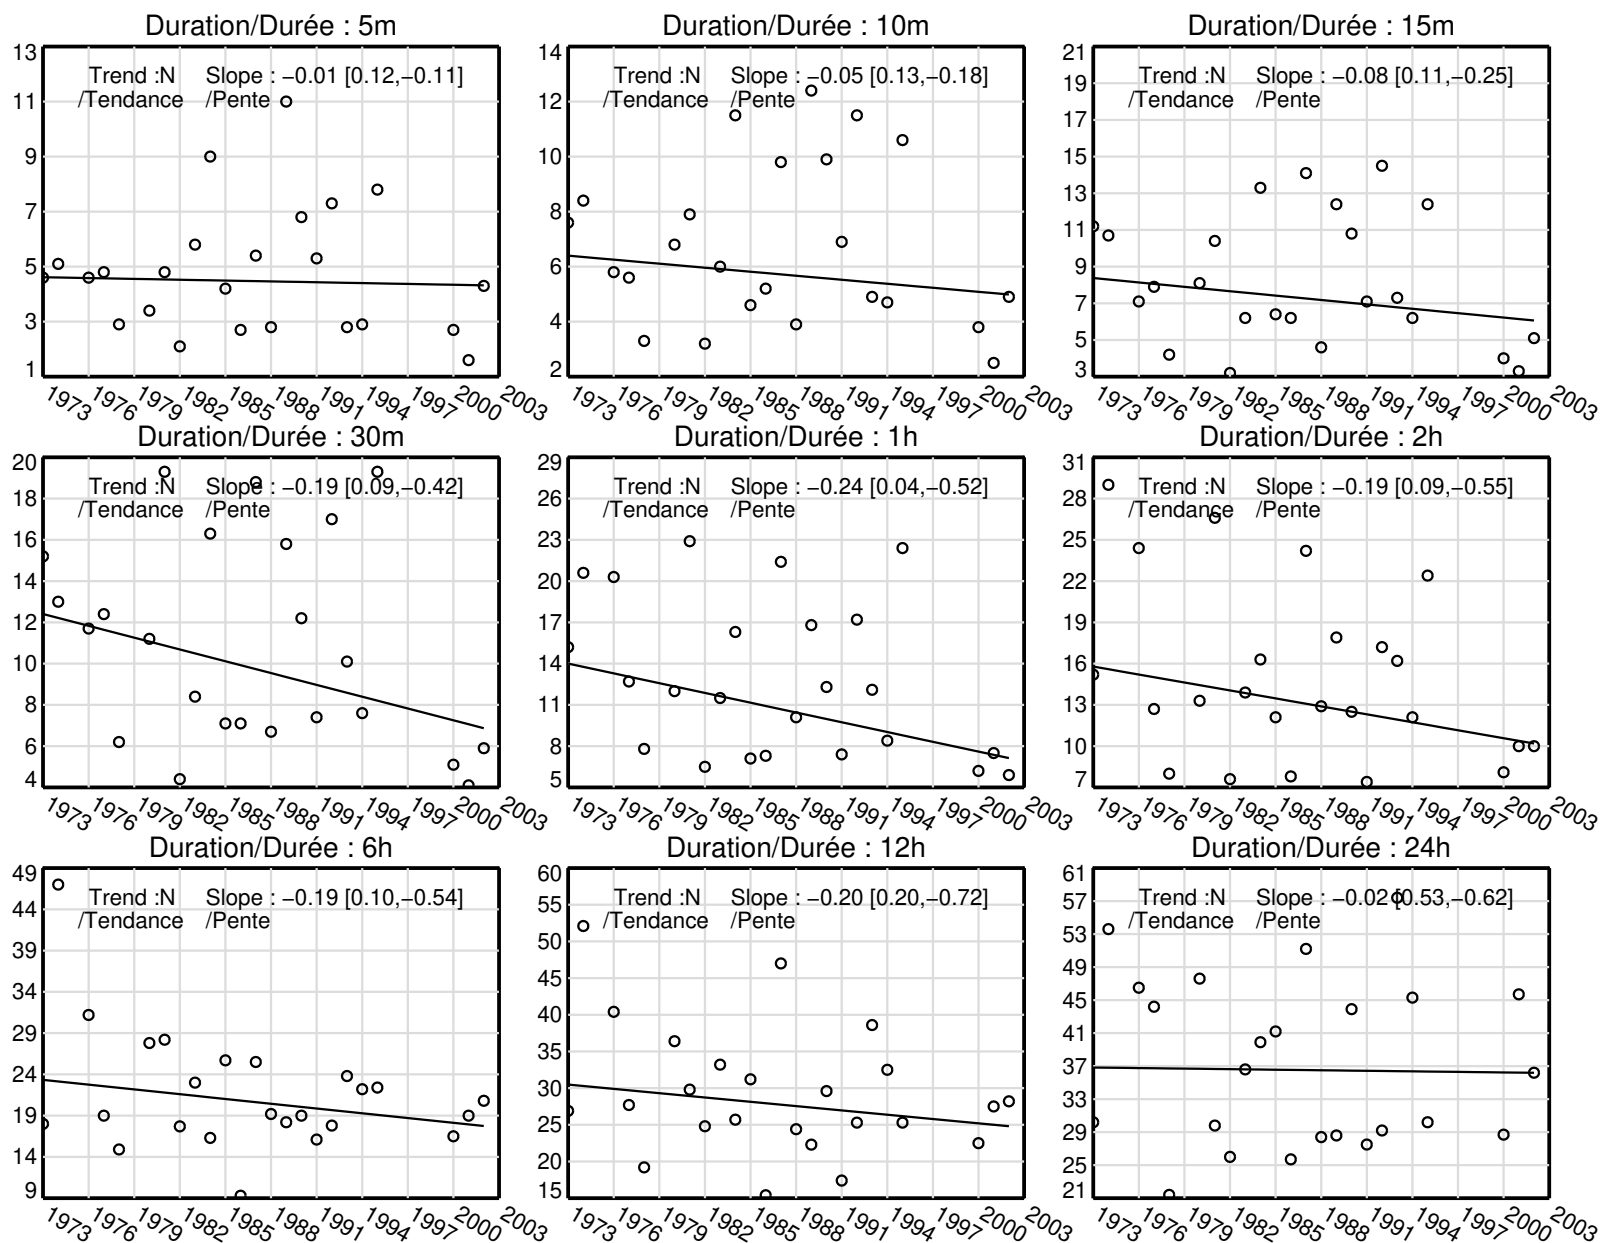 Duration/Durée : 5m
Trend :N Slope : −0.01 [0.12,−0.11]
/Tendance /Pente
13
11
9
7
5
3
1
1973 1976 1979 1982 1985 1988 1991 1994 1997 2000 2003
Duration/Durée : 10m
Trend :N Slope : −0.05 [0.13,−0.18]
/Tendance /Pente
14
12
10
8
6
4
2
1973 1976 1979 1982 1985 1988 1991 1994 1997 2000 2003
Duration/Durée : 15m
Trend :N Slope : −0.08 [0.11,−0.25]
/Tendance /Pente
21
19
17
15
13
11
9
7
5
3
1973 1976 1979 1982 1985 1988 1991 1994 1997 2000 2003
Duration/Durée : 30m
Trend :N Slope : −0.19 [0.09,−0.42]
/Tendance /Pente
20
18
16
14
12
10
8
6
4
1973 1976 1979 1982 1985 1988 1991 1994 1997 2000 2003
Duration/Durée : 1h
Trend :N Slope : −0.24 [0.04,−0.52]
/Tendance /Pente
29
26
23
20
17
14
11
8
5
1973 1976 1979 1982 1985 1988 1991 1994 1997 2000 2003
Duration/Durée : 2h
Trend :N Slope : −0.19 [0.09,−0.55]
/Tendance /Pente
31
28
25
22
19
16
13
10
7
1973 1976 1979 1982 1985 1988 1991 1994 1997 2000 2003
Duration/Durée : 6h
Trend :N Slope : −0.19 [0.10,−0.54]
/Tendance /Pente
49
44
39
34
29
24
19
14
9
1973 1976 1979 1982 1985 1988 1991 1994 1997 2000 2003
Duration/Durée : 12h
Trend :N Slope : −0.20 [0.20,−0.72]
/Tendance /Pente
60
55
50
45
40
35
30
25
20
15
1973 1976 1979 1982 1985 1988 1991 1994 1997 2000 2003
Duration/Durée : 24h
Trend :N Slope : −0.02 [0.53,−0.62]
/Tendance /Pente
61
57
53
49
45
41
37
33
29
25
21
1973 1976 1979 1982 1985 1988 1991 1994 1997 2000 2003